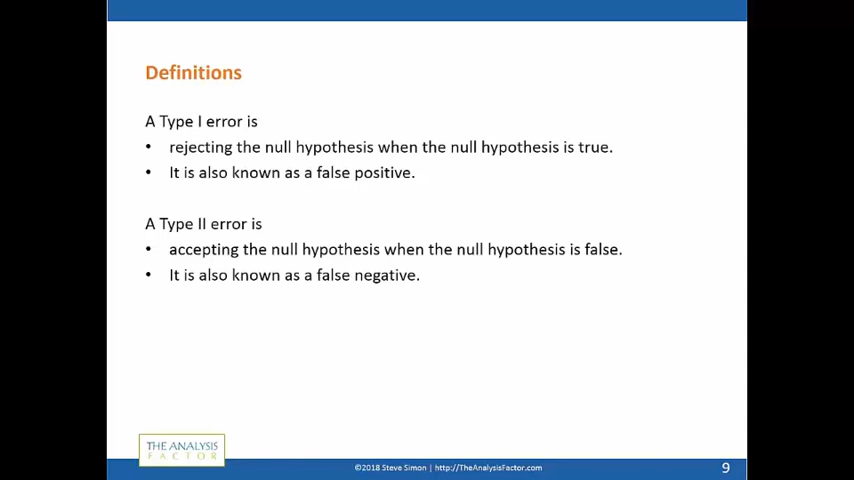 Definitions
A Type I error is
• rejecting the null hypothesis when the null hypothesis is true.
• It is also known as a false positive.
A Type II error is
• accepting the null hypothesis when the null hypothesis is false.
• It is also known as a false negative.
THE ANALYSIS
FACTOR
©2018 Steve Simon | http://TheAnalysisFactor.com
9